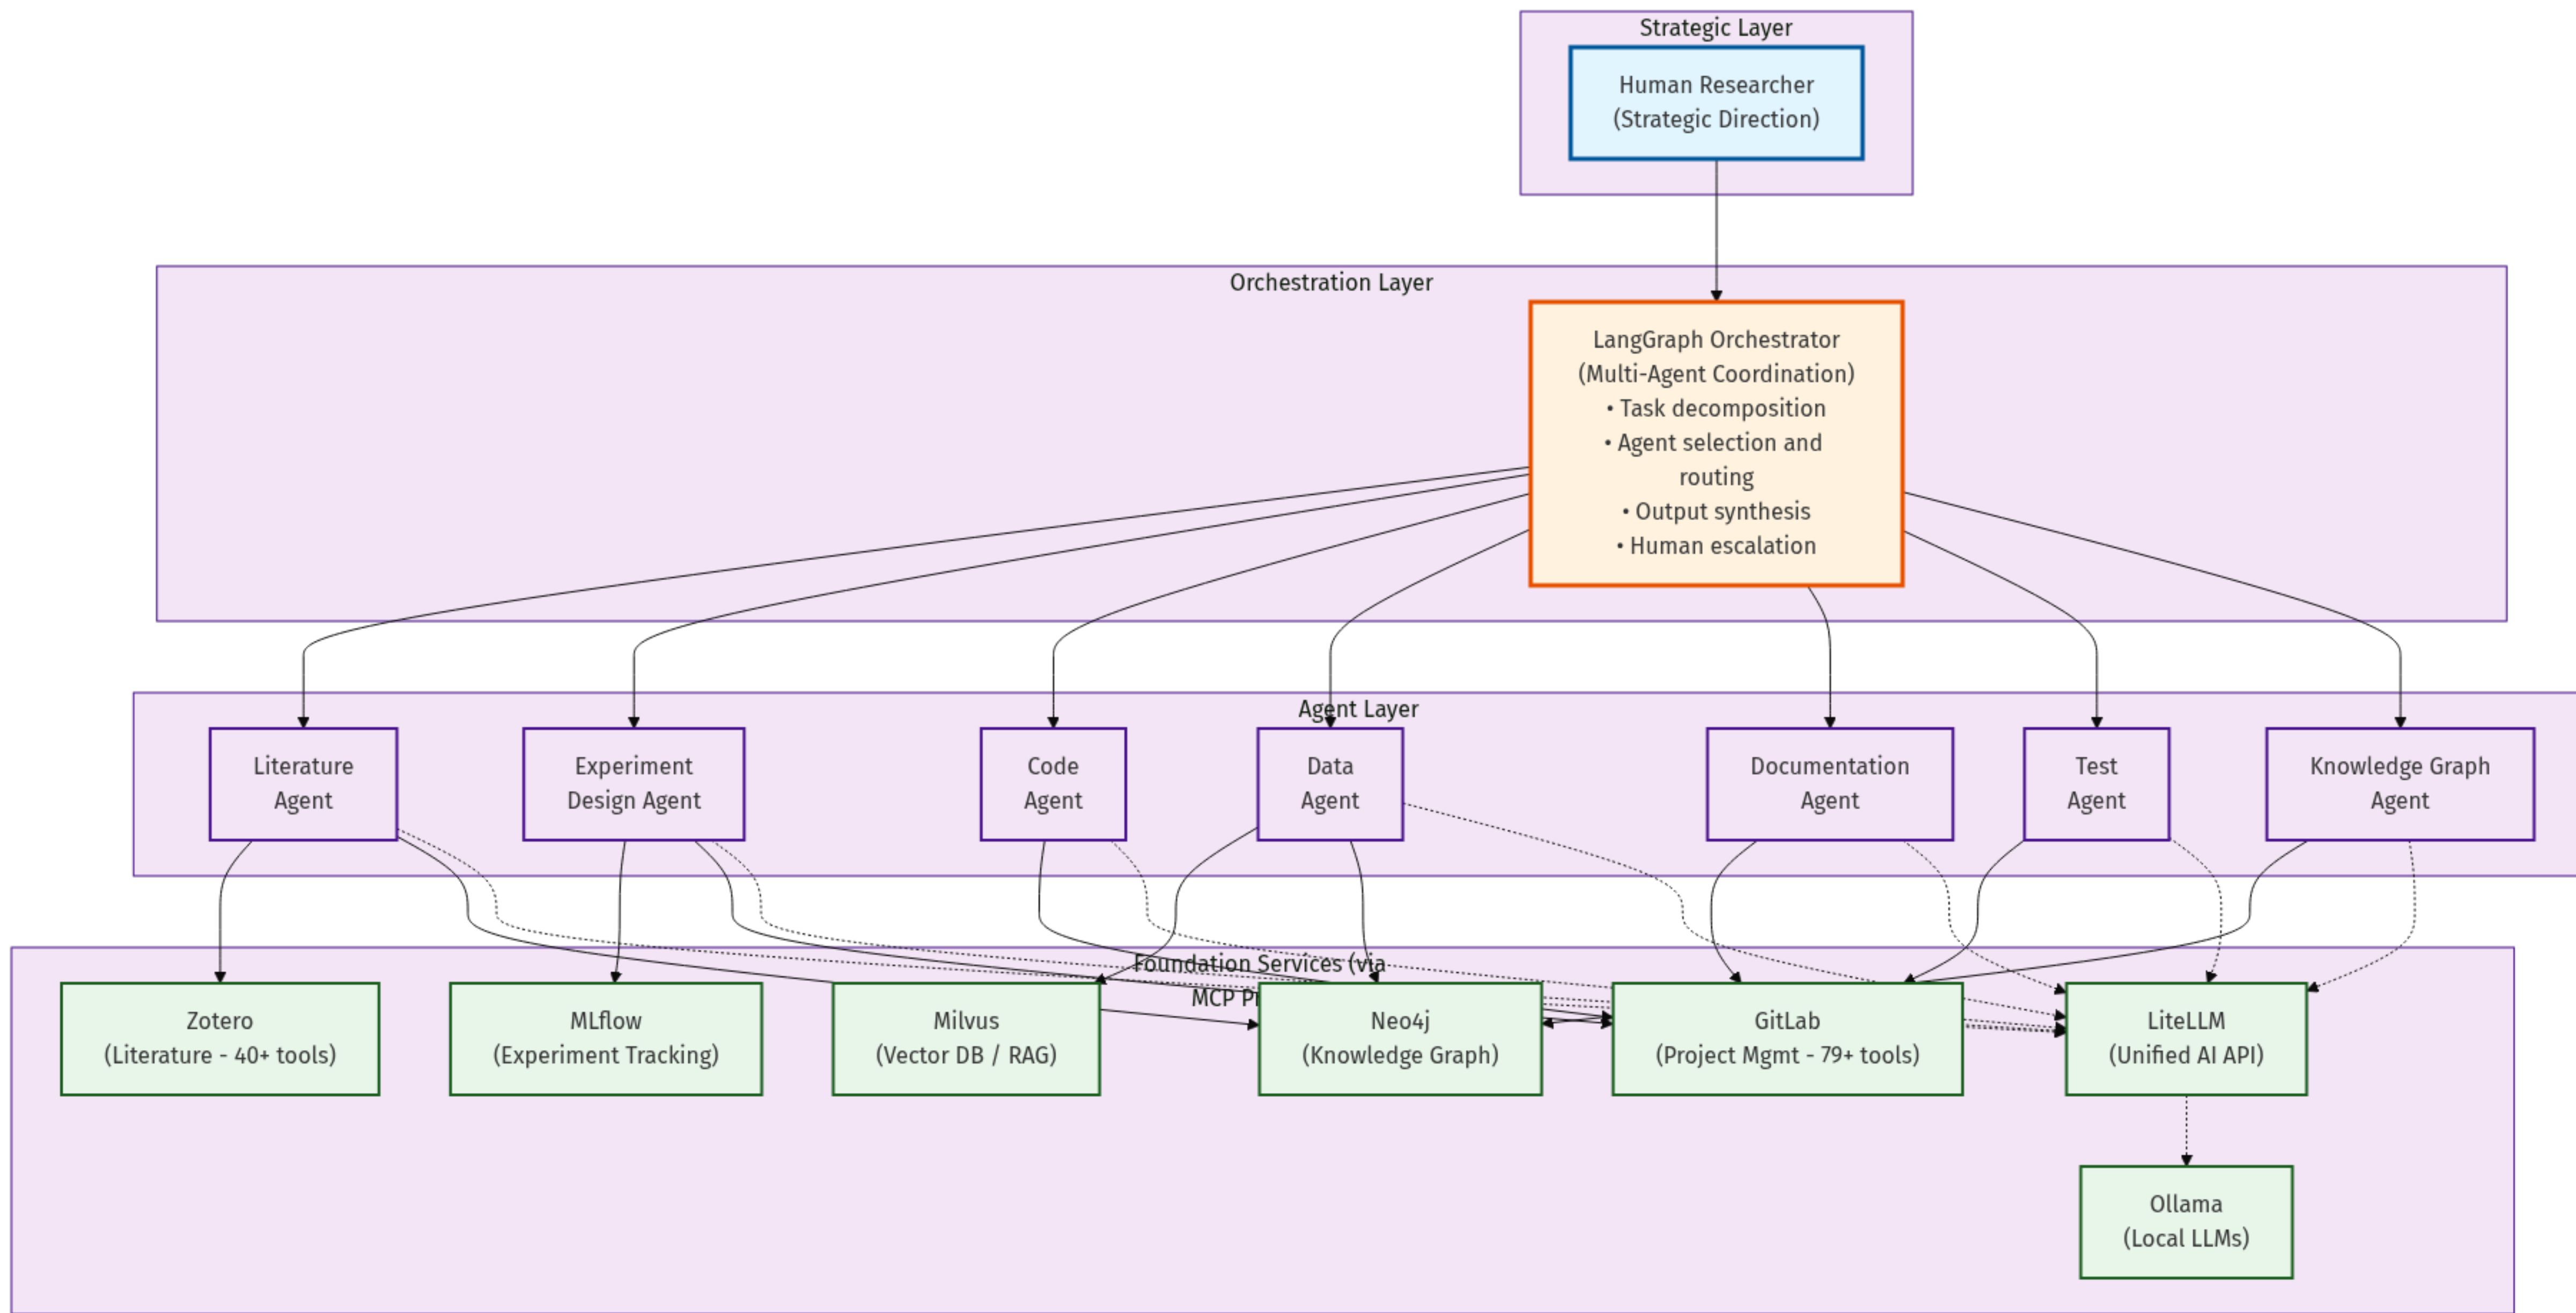 Strategic Layer
Human Researcher
(Strategic Direction)
Orchestration Layer
LangGraph Orchestrator
(Multi-Agent Coordination)
• Task decomposition
• Agent selection and
routing
• Output synthesis
• Human escalation
Agent Layer
Literature
Agent
Experiment
Design Agent
Code
Agent
Data
Agent
Documentation
Agent
Test
Agent
Knowledge Graph
Agent
Foundation Services (via
MCP
Zotero
(Literature - 40+ tools)
MLflow
(Experiment Tracking)
Milvus
(Vector DB / RAG)
Neo4j
(Knowledge Graph)
GitLab
(Project Mgmt - 79+ tools)
LiteLLM
(Unified AI API)
Ollama
(Local LLMs)